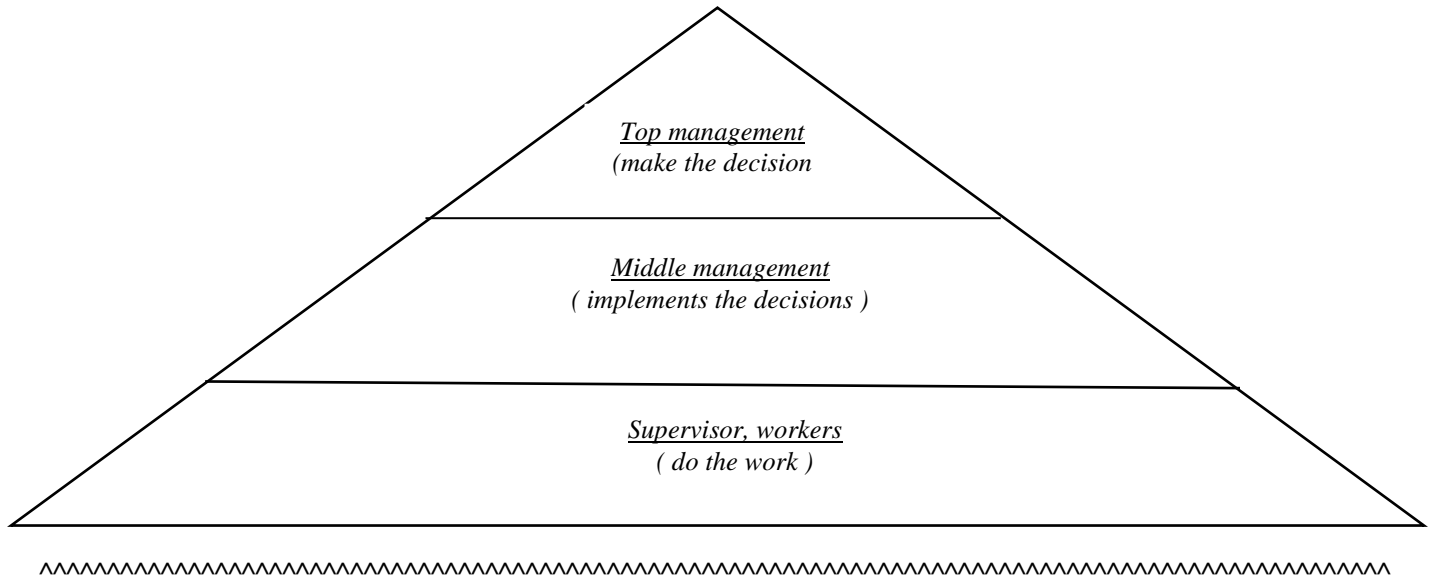 Top management
(make the decision
Middle management
( implements the decisions )
Supervisor, workers
( do the work )
^^^^^^^^^^^^^^^^^^^^^^^^^^^^^^^^^^^^^^^^^^^^^^^^^^^^^^^^^^^^^^^^^^^^^^^^^^^^^^^^^^^^^^^^^^^^^^^^^^^^